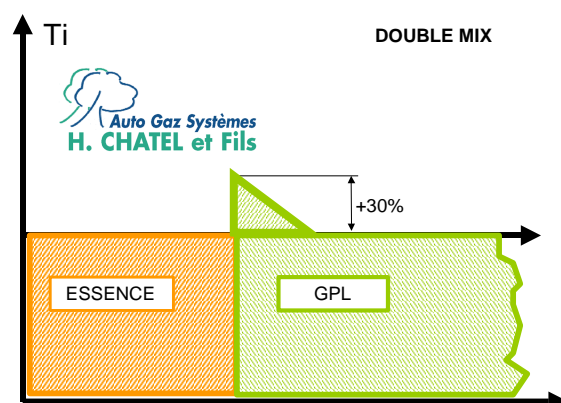 Ti
DOUBLE MIX
Auto Gaz Systèmes
H. CHATEL et Fils
+30%
ESSENCE
GPL